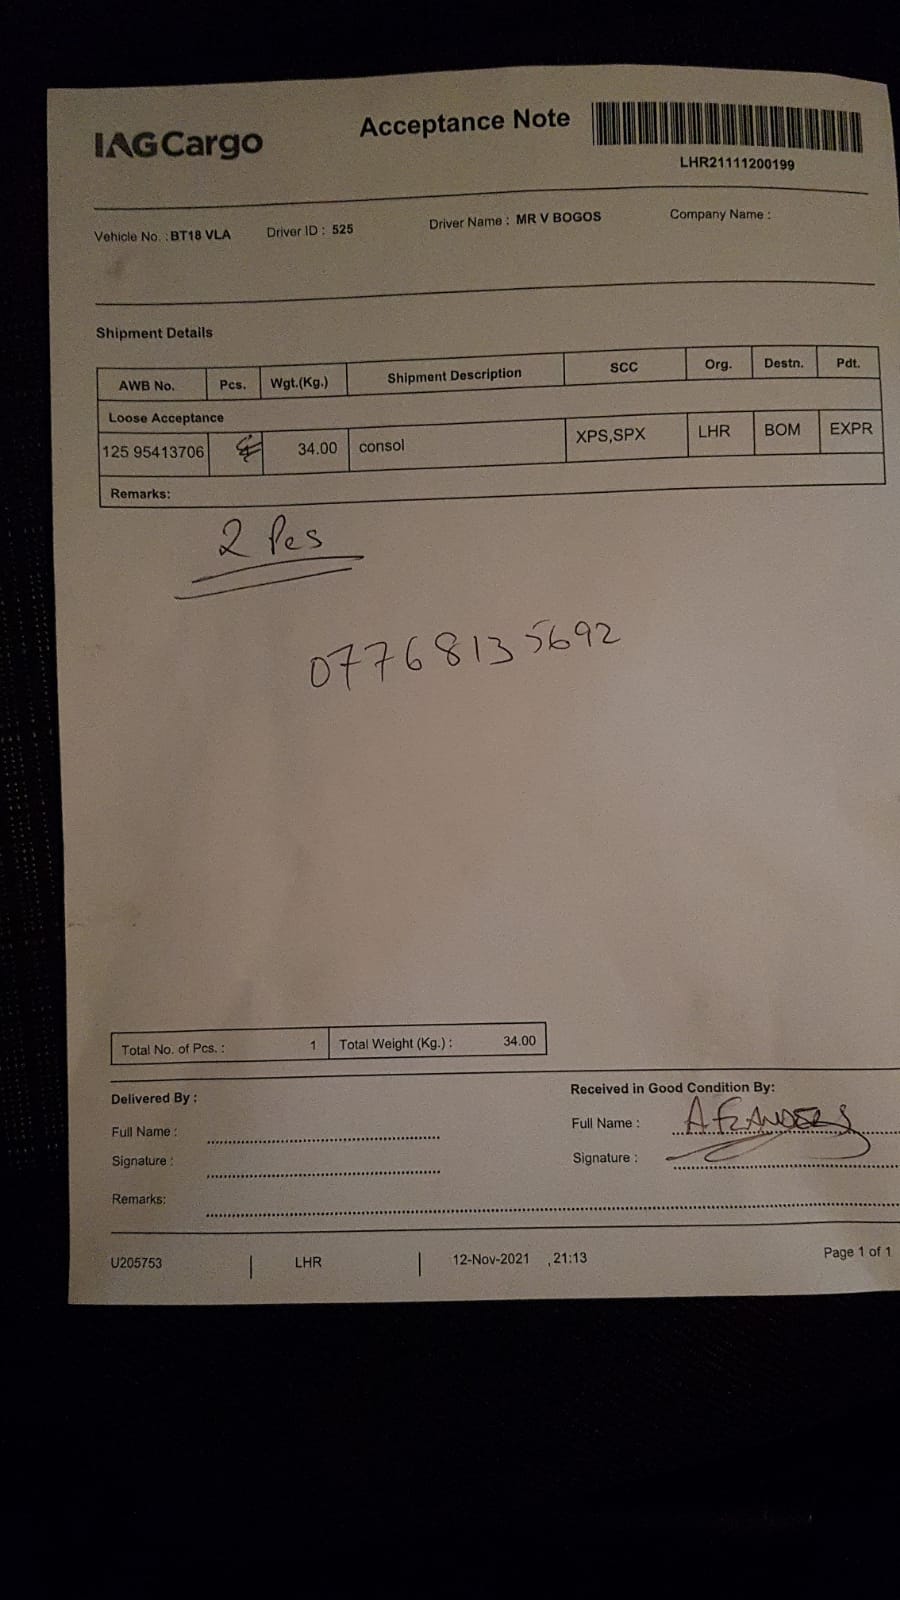 IAGCargo
Acceptance Note
LHR21111200199
Vehicle No. : BT18 VLA Driver ID : 525 Driver Name : MR V BOGOS Company Name :
Shipment Details
AWB No. Pcs. Wgt.(Kg.) Shipment Description SCC Org. Destn. Pdt.
Loose Acceptance
125 95413706 34.00 consol XPS,SPX LHR BOM EXPR
Remarks:
2 Pcs
07768135692
Total No. of Pcs. : 1 Total Weight (Kg.) : 34.00
Delivered By : Received in Good Condition By:
Full Name : Full Name :
Signature : Signature :
Remarks:
U205753 | LHR | 12-Nov-2021 , 21:13 Page 1 of 1